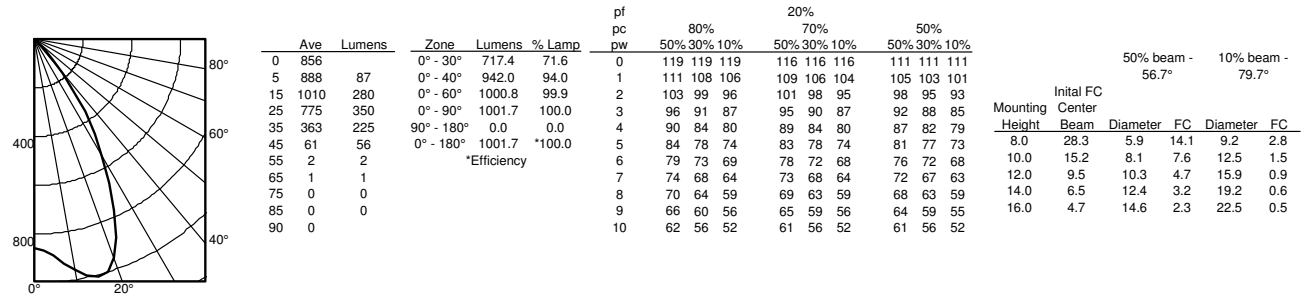 80°
60°
40°
400
800
0° 20°
Ave Lumens
0 856
5 888 87
15 1010 280
25 775 350
35 363 225
45 61 56
55 2 2
65 1 1
75 0 0
85 0 0
90 0
Zone Lumens % Lamp
0° - 30° 717.4 71.6
0° - 40° 942.0 94.0
0° - 60° 1000.8 99.9
0° - 90° 1001.7 100.0
90° - 180° 0.0 0.0
0° - 180° 1001.7 *100.0
*Efficiency
pf 20%
pc 80% 70% 50%
pw 50% 30% 10% 50% 30% 10% 50% 30% 10%
0 119 119 119 116 116 116 111 111 111
1 111 108 106 109 106 104 105 103 101
2 103 99 96 101 98 95 98 95 93
3 96 91 87 95 90 87 92 88 85
4 90 84 80 89 84 80 87 82 79
5 84 78 74 83 78 74 81 77 73
6 79 73 69 78 72 68 76 72 68
7 74 68 64 73 68 64 72 67 63
8 70 64 59 69 63 59 68 63 59
9 66 60 56 65 59 56 64 59 55
10 62 56 52 61 56 52 61 56 52
50% beam - 10% beam -
56.7° 79.7°
Inital FC
Mounting Center
Height Beam Diameter FC Diameter FC
8.0 28.3 5.9 14.1 9.2 2.8
10.0 15.2 8.1 7.6 12.5 1.5
12.0 9.5 10.3 4.7 15.9 0.9
14.0 6.5 12.4 3.2 19.2 0.6
16.0 4.7 14.6 2.3 22.5 0.5